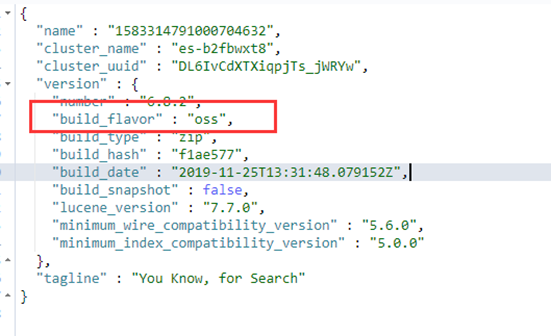 {
"name" : "1583314791000704632",
"cluster_name" : "es-b2fbwxt8",
"cluster_uuid" : "DL6IvCdXTXiqpjTs_jWRYw",
"version" : {
"number" : "6.8.2",
"build_flavor" : "oss",
"build_type" : "zip",
"build_hash" : "f1ae577",
"build_date" : "2019-11-25T13:31:48.079152Z",
"build_snapshot" : false,
"lucene_version" : "7.7.0",
"minimum_wire_compatibility_version" : "5.6.0",
"minimum_index_compatibility_version" : "5.0.0"
},
"tagline" : "You Know, for Search"
}